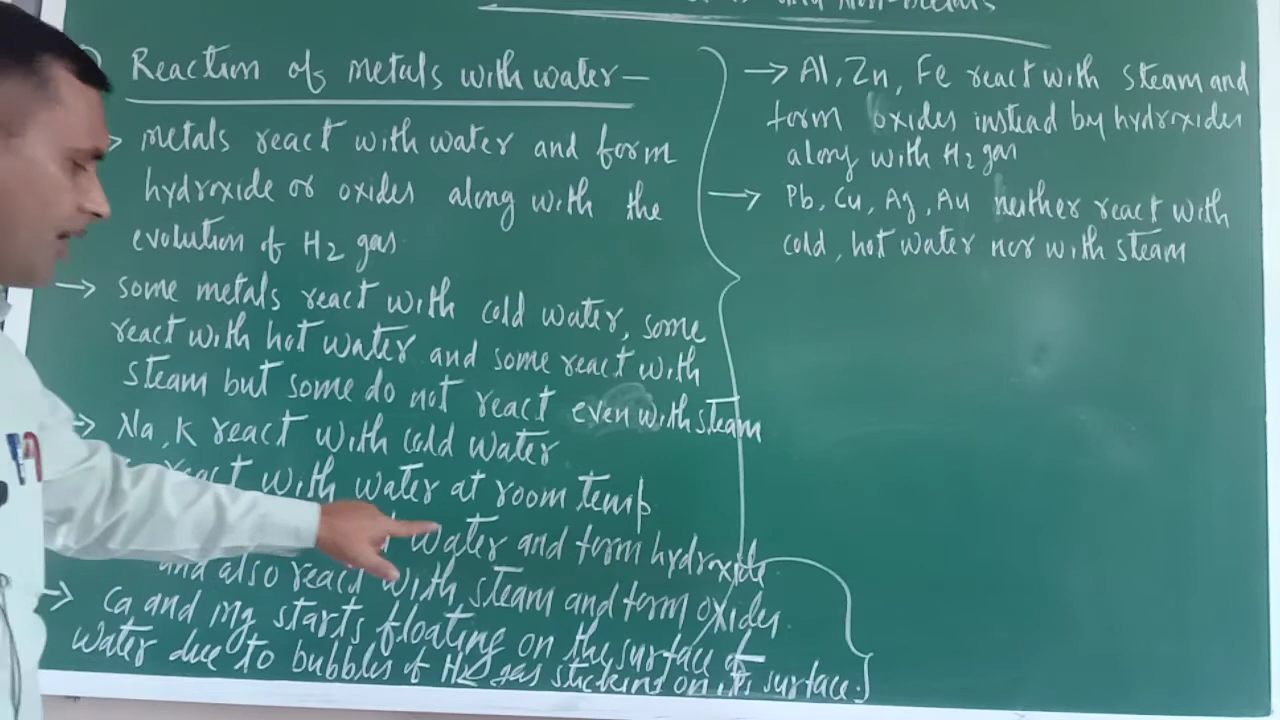 and Non-metals
Reaction of metals with water—
metals react with water and form
hydroxide or oxides along with the
evolution of H2 gas
→ some metals react with cold water, some
react with hot water and some react with
steam but some do not react even with steam
→ Na, K react with cold water
react with water at room temp
water and form hydroxide
and also react with steam and form oxides
→ Ca and mg starts floating on the surface of
water due to bubbles of H2 gas sticking on its surface.
→ Al, Zn, Fe react with steam and
form oxides instead by hydroxides
along with H2 gas
→ Pb, Cu, Ag, Au neither react with
cold, hot water nor with steam